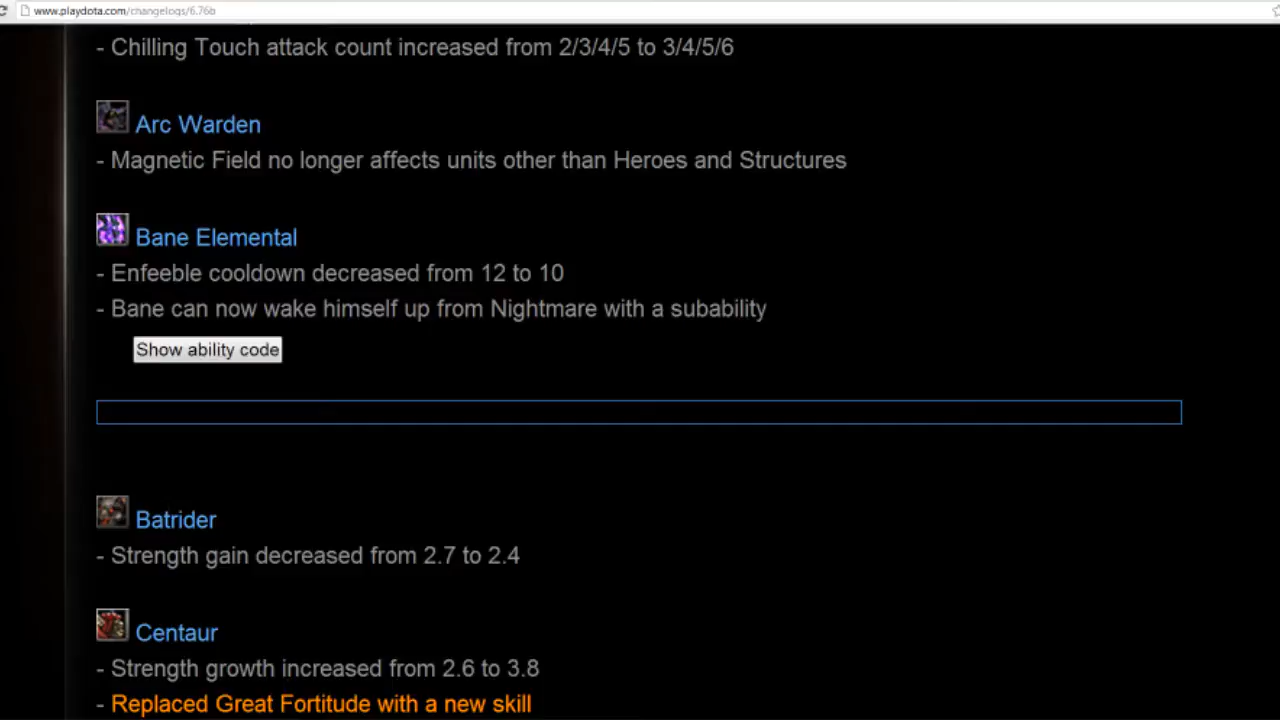 www.playdota.com/changelogs/6.76b
- Chilling Touch attack count increased from 2/3/4/5 to 3/4/5/6
Arc Warden
- Magnetic Field no longer affects units other than Heroes and Structures
Bane Elemental
- Enfeeble cooldown decreased from 12 to 10
- Bane can now wake himself up from Nightmare with a subability
Show ability code
Batrider
- Strength gain decreased from 2.7 to 2.4
Centaur
- Strength growth increased from 2.6 to 3.8
- Replaced Great Fortitude with a new skill